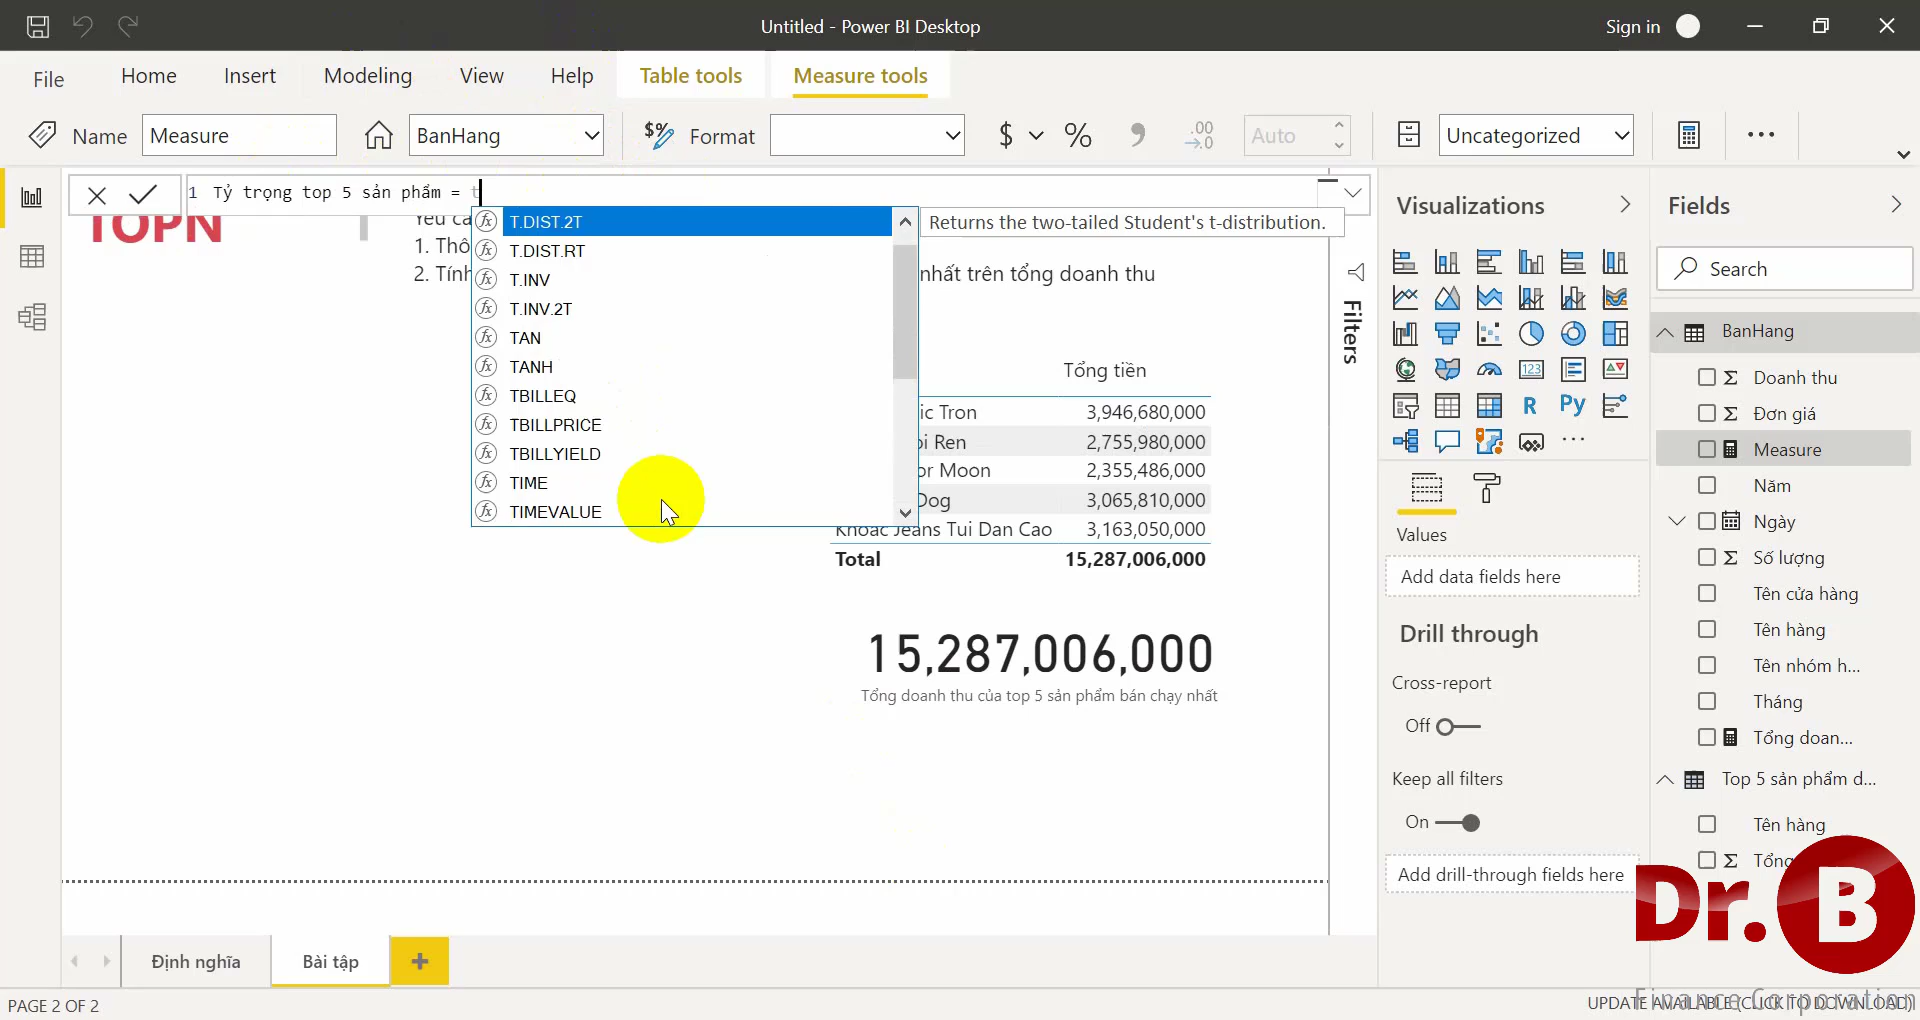 Untitled - Power BI Desktop
Sign in
File
Home
Insert
Modeling
View
Help
Table tools
Measure tools
Name
Measure
BanHang
Format
$
%
.00
Auto
Uncategorized
1 Tỷ trọng top 5 sản phẩm = t
T.DIST.2T
Returns the two-tailed Student's t-distribution.
T.DIST.RT
T.INV
T.INV.2T
TAN
TANH
TBILLEQ
TBILLPRICE
TBILLYIELD
TIME
TIMEVALUE
TOPN
1. Thô
2. Tính
nhất trên tổng doanh thu
Tổng tiền
ic Tron 3,946,680,000
oi Ren 2,755,980,000
or Moon 2,355,486,000
Dog 3,065,810,000
Khoac Jeans Tui Dan Cao 3,163,050,000
Total 15,287,006,000
15,287,006,000
Tổng doanh thu của top 5 sản phẩm bán chạy nhất
Filters
Visualizations
R
Py
123
Values
Add data fields here
Drill through
Cross-report
Off
Keep all filters
On
Add drill-through fields here
Fields
Search
BanHang
Doanh thu
Đơn giá
Measure
Năm
Ngày
Số lượng
Tên cửa hàng
Tên hàng
Tên nhóm h...
Tháng
Tổng doan...
Top 5 sản phẩm d...
Tên hàng
Tổng
Dr. B
Finance Corporation
Định nghĩa
Bài tập
PAGE 2 OF 2
UPDATE AVAILABLE (CLICK TO DOWNLOAD)